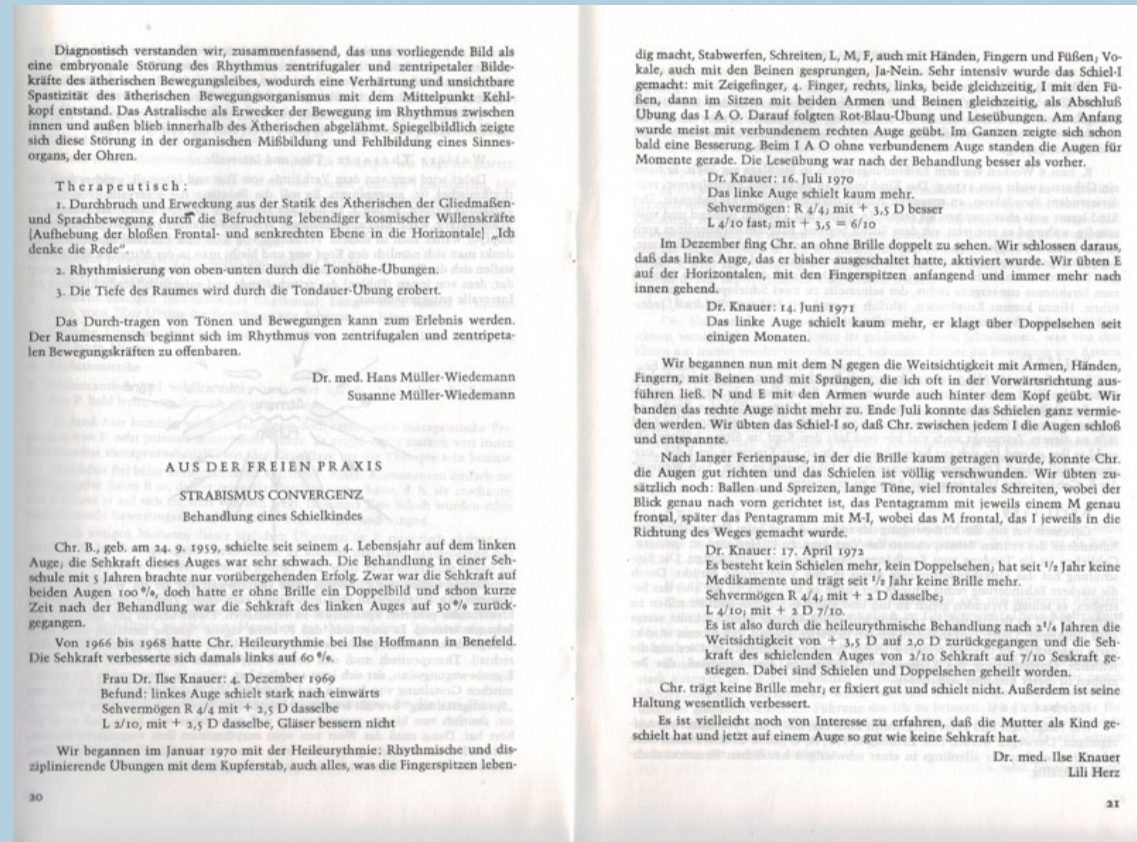 Diagnostisch verstanden wir, zusammenfassend, das uns vorliegende Bild als
eine embryonale Störung des Rhythmus zentrifugaler und zentripetaler Bilde-
kräfte des ätherischen Bewegungsleibes, wodurch eine Verhärtung und unsichtbare
Spastizität des ätherischen Bewegungsorganismus mit dem Mittelpunkt Kehl-
kopf entstand. Das Astralische als Erwecker der Bewegung im Rhythmus zwischen
innen und außen blieb innerhalb des Ätherischen abgelähmt. Spiegelbildlich zeigte
sich diese Störung in der organischen Mißbildung und Fehlbildung eines Sinnes-
organs, der Ohren.
Therapeutisch:
1. Durchbruch und Erweckung aus der Statik des Ätherischen der Gliedmaßen-
und Sprachbewegung durch die Befruchtung lebendiger kosmischer Willenskräfte
(Aufhebung der bloßen Frontal- und senkrechten Ebene in die Horizontale) „Ich
denke die Rede“.
2. Rhythmisierung von oben-unten durch die Tonhöhe-Übungen.
3. Die Tiefe des Raumes wird durch die Tondauer-Übung erobert.
Das Durch-tragen von Tönen und Bewegungen kann zum Erlebnis werden.
Der Raumesmensch beginnt sich im Rhythmus von zentrifugalen und zentripeta-
len Bewegungskräften zu offenbaren.
Dr. med. Hans Müller-Wiedemann
Susanne Müller-Wiedemann
AUS DER FREIEN PRAXIS
STRABISMUS CONVERGENZ
Behandlung eines Schielkindes
Chr. B., geb. am 24. 9. 1959, schielte seit seinem 4. Lebensjahr auf dem linken
Auge; die Sehkraft dieses Auges war sehr schwach. Die Behandlung in einer Seh-
schule mit 5 Jahren brachte nur vorübergehenden Erfolg. Zwar war die Sehkraft auf
beiden Augen 100 %, doch hatte er ohne Brille ein Doppelbild und schon kurze
Zeit nach der Behandlung war die Sehkraft des linken Auges auf 30 % zurück-
gegangen.
Von 1966 bis 1968 hatte Chr. Heileurythmie bei Ilse Hoffmann in Benefeld.
Die Sehkraft verbesserte sich damals links auf 60 %.
Frau Dr. Ilse Knauer: 4. Dezember 1969
Befund: linkes Auge schielt stark nach einwärts
Sehvermögen R 4/4 mit + 2,5 D dasselbe
L 2/10, mit + 2,5 D dasselbe, Gläser bessern nicht
Wir begannen im Januar 1970 mit der Heileurythmie: Rhythmische und dis-
ziplinierende Übungen mit dem Kupferstab, auch alles, was die Fingerspitzen leben-
20
dig macht, Stabwerfen, Schreiten, L, M, F, auch mit Händen, Fingern und Füßen; Vo-
kale, auch mit den Beinen gesprungen, Ja-Nein. Sehr intensiv wurde das Schiel-I
gemacht: mit Zeigefinger, 4. Finger, rechts, links, beide gleichzeitig, I mit den Fü-
ßen, dann im Sitzen mit beiden Armen und Beinen gleichzeitig, als Abschluß
Übung das I A O. Darauf folgten Rot-Blau-Übung und Leseübungen. Am Anfang
wurde meist mit verbundenem rechten Auge geübt. Im Ganzen zeigte sich schon
bald eine Besserung. Beim I A O ohne verbundenem Auge standen die Augen für
Momente gerade. Die Leseübung war nach der Behandlung besser als vorher.
Dr. Knauer: 16. Juli 1970
Das linke Auge schielt kaum mehr.
Sehvermögen: R 4/4; mit + 3,5 D besser
L 4/10 fast; mit + 3,5 = 6/10
Im Dezember fing Chr. an ohne Brille doppelt zu sehen. Wir schlossen daraus,
daß das linke Auge, das er bisher ausgeschaltet hatte, aktiviert wurde. Wir übten E
auf der Horizontalen, mit den Fingerspitzen anfangend und immer mehr nach
innen gehend.
Dr. Knauer: 14. Juni 1971
Das linke Auge schielt kaum mehr, er klagt über Doppelsehen seit
einigen Monaten.
Wir begannen nun mit dem N gegen die Weitsichtigkeit mit Armen, Händen,
Fingern, mit Beinen und mit Sprüngen, die ich oft in der Vorwärtsrichtung aus-
führen ließ. N und E mit den Armen wurde auch hinter dem Kopf geübt. Wir
banden das rechte Auge nicht mehr zu. Ende Juli konnte das Schielen ganz vermie-
den werden. Wir übten das Schiel-I so, daß Chr. zwischen jedem I die Augen schloß
und entspannte.
Nach langer Ferienpause, in der die Brille kaum getragen wurde, konnte Chr.
die Augen gut richten und das Schielen ist völlig verschwunden. Wir übten zu-
sätzlich noch: Ballen und Spreizen, lange Töne, viel frontales Schreiten, wobei der
Blick genau nach vorn gerichtet ist, das Pentagramm mit jeweils einem M genau
frontal, später das Pentagramm mit M-I, wobei das M frontal, das I jeweils in die
Richtung des Weges gemacht wurde.
Dr. Knauer: 17. April 1972
Es besteht kein Schielen mehr, kein Doppelsehen; hat seit 1/2 Jahr keine
Medikamente und trägt seit 1/2 Jahr keine Brille mehr.
Sehvermögen R 4/4; mit + 2 D dasselbe;
L 4/10; mit + 2 D 7/10.
Es ist also durch die heileurythmische Behandlung nach 2 1/4 Jahren die
Weitsichtigkeit von + 3,5 D auf 2,0 D zurückgegangen und die Seh-
kraft des schielenden Auges von 2/10 Sehkraft auf 7/10 Seskraft ge-
stiegen. Dabei sind Schielen und Doppelsehen geheilt worden.
Chr. trägt keine Brille mehr; er fixiert gut und schielt nicht. Außerdem ist seine
Haltung wesentlich verbessert.
Es ist vielleicht noch von Interesse zu erfahren, daß die Mutter als Kind ge-
schielt hat und jetzt auf einem Auge so gut wie keine Sehkraft hat.
Dr. med. Ilse Knauer
Lili Herz
21